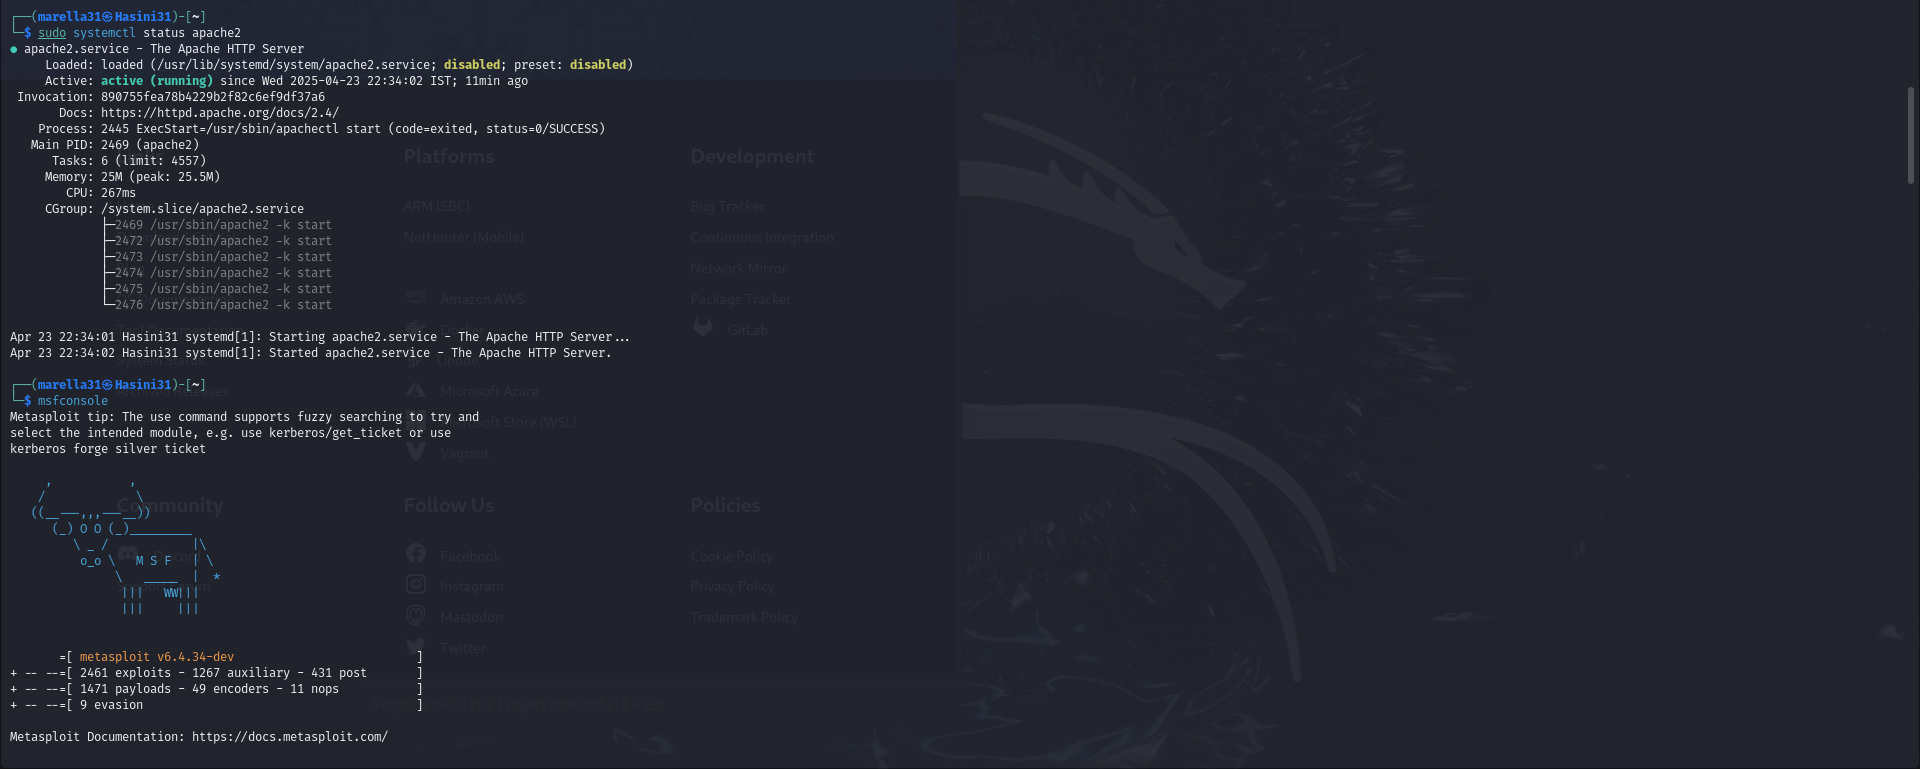 ┌──(marella31㉿Hasini31)-[~]
└─$ sudo systemctl status apache2
● apache2.service - The Apache HTTP Server
     Loaded: loaded (/usr/lib/systemd/system/apache2.service; disabled; preset: disabled)
     Active: active (running) since Wed 2025-04-23 22:34:02 IST; 11min ago
 Invocation: 890755fea78b4229b2f82c6ef9df37a6
       Docs: https://httpd.apache.org/docs/2.4/
    Process: 2445 ExecStart=/usr/sbin/apachectl start (code=exited, status=0/SUCCESS)
   Main PID: 2469 (apache2)
      Tasks: 6 (limit: 4557)
     Memory: 25M (peak: 25.5M)
        CPU: 267ms
     CGroup: /system.slice/apache2.service
             ├─2469 /usr/sbin/apache2 -k start
             ├─2472 /usr/sbin/apache2 -k start
             ├─2473 /usr/sbin/apache2 -k start
             ├─2474 /usr/sbin/apache2 -k start
             ├─2475 /usr/sbin/apache2 -k start
             └─2476 /usr/sbin/apache2 -k start
Apr 23 22:34:01 Hasini31 systemd[1]: Starting apache2.service - The Apache HTTP Server...
Apr 23 22:34:02 Hasini31 systemd[1]: Started apache2.service - The Apache HTTP Server.
┌──(marella31㉿Hasini31)-[~]
└─$ msfconsole
Metasploit tip: The use command supports fuzzy searching to try and
select the intended module, e.g. use kerberos/get_ticket or use
kerberos forge silver ticket
M S F
       =[ metasploit v6.4.34-dev                          ]
+ -- --=[ 2461 exploits - 1267 auxiliary - 431 post       ]
+ -- --=[ 1471 payloads - 49 encoders - 11 nops           ]
+ -- --=[ 9 evasion                                       ]
Metasploit Documentation: https://docs.metasploit.com/
Platforms
ARM (SBC)
NetHunter (Mobile)
Amazon AWS
Docker
Microsoft Azure
Microsoft Store (WSL)
Vagrant
Development
Bug Tracker
Continuous Integration
Network Mirror
Package Tracker
GitLab
Community
Follow Us
Facebook
Instagram
Mastodon
Twitter
Policies
Cookie Policy
Privacy Policy
Trademark Policy